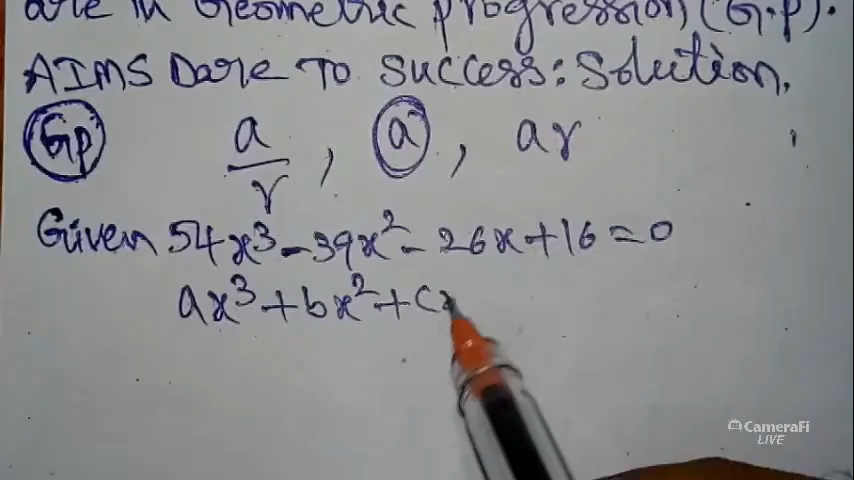 are in Geometric progression (G.P).
AIMS Dare To Success: Solution.
Gp a/r , a , ar
Given 54x³ - 39x² - 26x + 16 = 0
ax³ + bx² + cx
CameraFi
LIVE